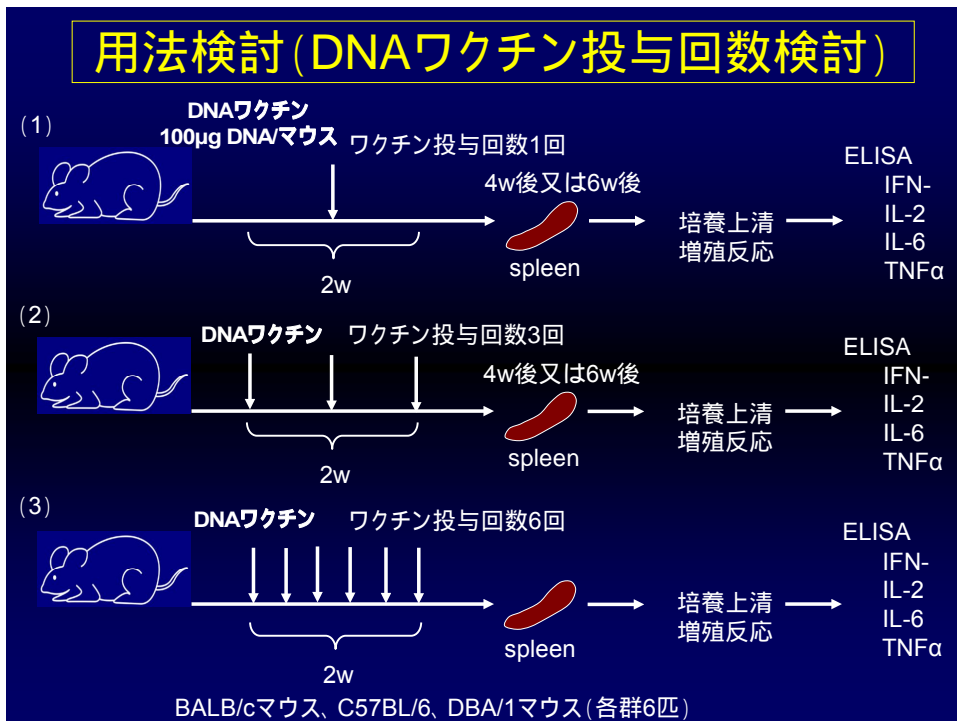 用法検討(DNAワクチン投与回数検討)
(1)
DNAワクチン
100μg DNA/マウス
ワクチン投与回数1回
4w後又は6w後
spleen
2w
培養上清
増殖反応
ELISA
IFN-
IL-2
IL-6
TNFα
(2)
DNAワクチン
ワクチン投与回数3回
4w後又は6w後
spleen
2w
培養上清
増殖反応
ELISA
IFN-
IL-2
IL-6
TNFα
(3)
DNAワクチン
ワクチン投与回数6回
spleen
2w
培養上清
増殖反応
ELISA
IFN-
IL-2
IL-6
TNFα
BALB/cマウス、C57BL/6、DBA/1マウス(各群6匹)